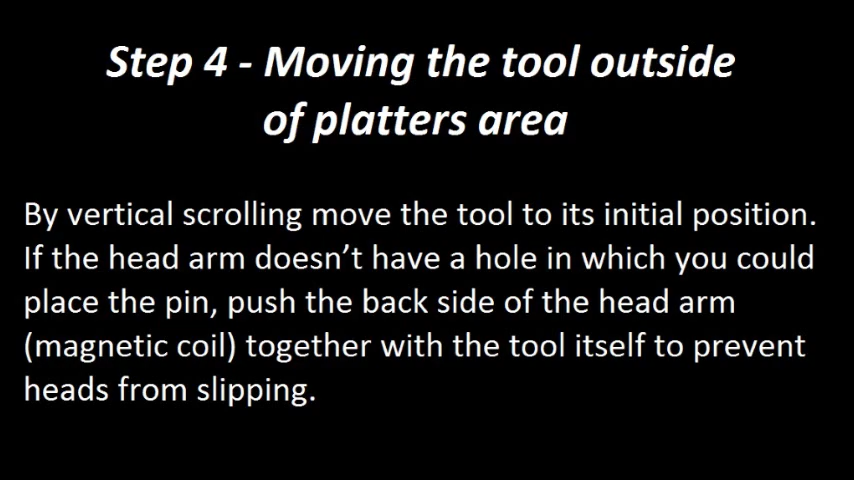 Step 4 - Moving the tool outside
of platters area
By vertical scrolling move the tool to its initial position.
If the head arm doesn’t have a hole in which you could
place the pin, push the back side of the head arm
(magnetic coil) together with the tool itself to prevent
heads from slipping.